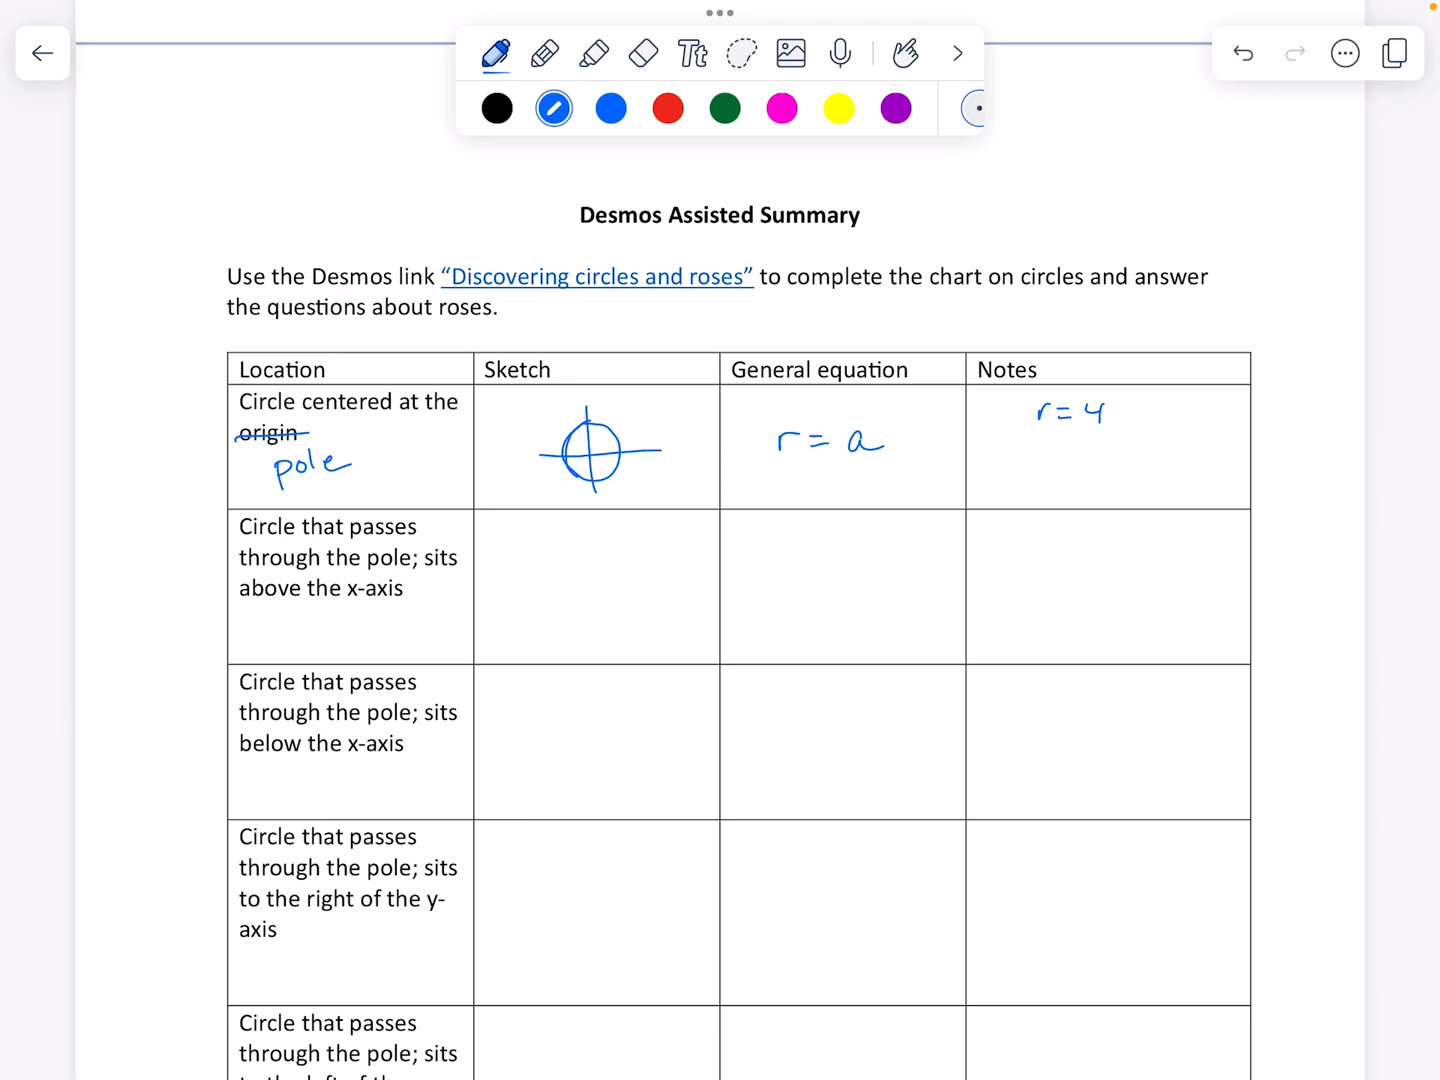 Tt
Desmos Assisted Summary
Use the Desmos link “Discovering circles and roses” to complete the chart on circles and answer
the questions about roses.
Location Sketch General equation Notes
Circle centered at the
origin
pole
r = a
r = 4
Circle that passes
through the pole; sits
above the x-axis
Circle that passes
through the pole; sits
below the x-axis
Circle that passes
through the pole; sits
to the right of the y-
axis
Circle that passes
through the pole; sits